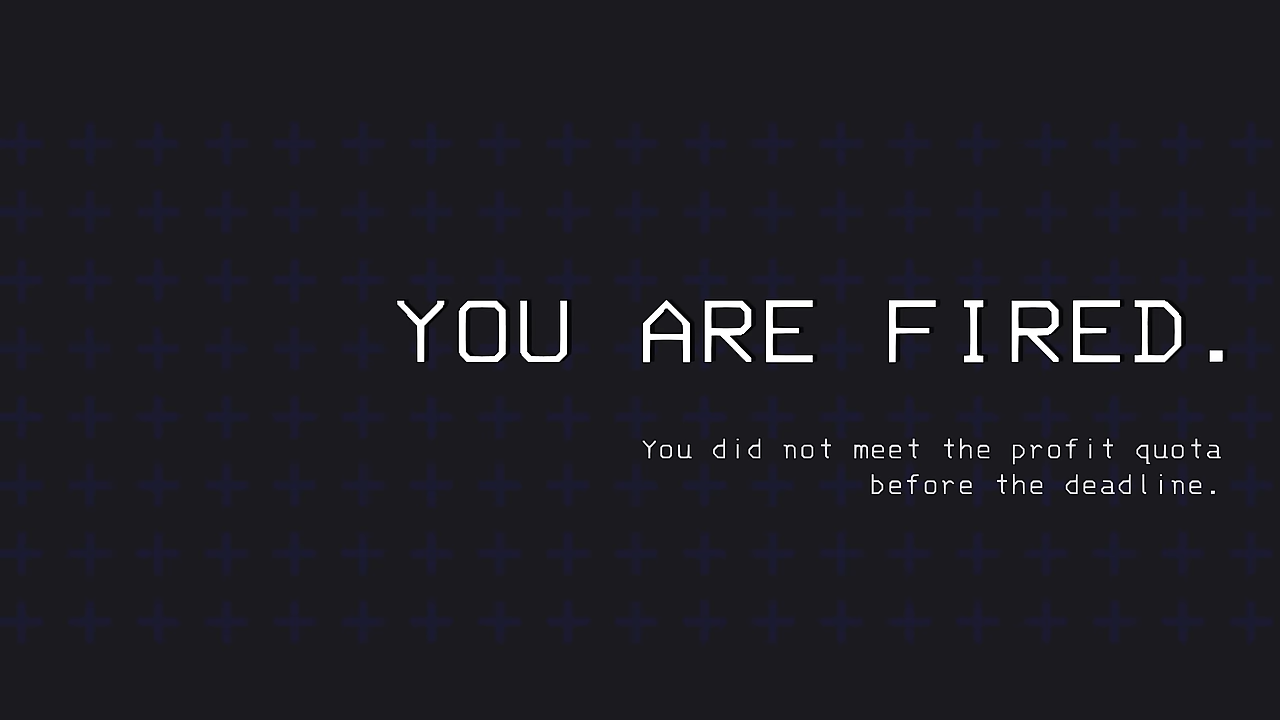 YOU ARE FIRED.
You did not meet the profit quota
before the deadline.